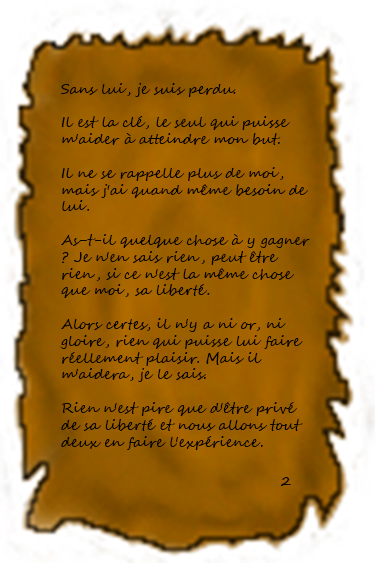 Sans lui, je suis perdu.
Il est la clé, le seul qui puisse
m'aider à atteindre mon but.
Il ne se rappelle plus de moi,
mais j'ai quand même besoin de
lui.
As-t-il quelque chose à y gagner
? Je n'en sais rien, peut être
rien, si ce n'est la même chose
que moi, sa liberté.
Alors certes, il n'y a ni or, ni
gloire, rien qui puisse lui faire
réellement plaisir. Mais il
m'aidera, je le sais.
Rien n'est pire que d'être privé
de sa liberté et nous allons tout
deux en faire l'expérience.
2